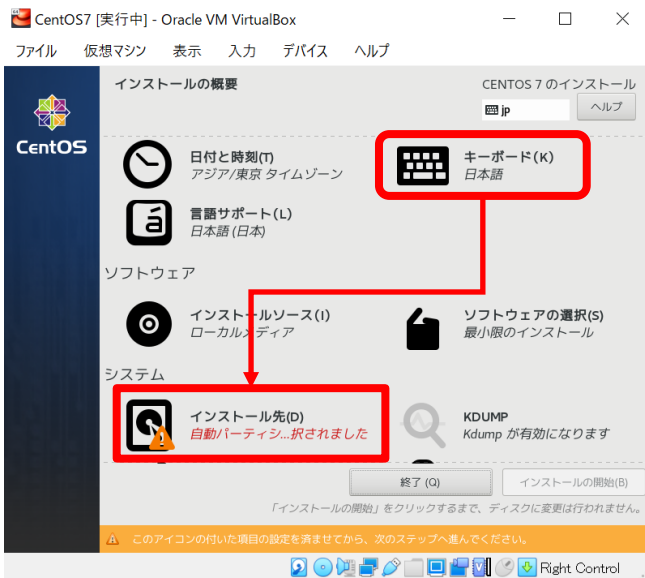 CentOS7 [実行中] - Oracle VM VirtualBox
ファイル 仮想マシン 表示 入力 デバイス ヘルプ
インストールの概要
CENTOS 7 のインストール
jp
ヘルプ
CentOS
日付と時刻(T)
アジア/東京 タイムゾーン
キーボード(K)
日本語
言語サポート(L)
日本語 (日本)
ソフトウェア
インストールソース(I)
ローカルメディア
ソフトウェアの選択(S)
最小限のインストール
システム
インストール先(D)
自動パーティシ...択されました
KDUMP
Kdump が有効になります
終了 (Q)
インストールの開始(B)
「インストールの開始」をクリックするまで、ディスクに変更は行われません。
このアイコンの付いた項目の設定を済ませてから、次のステップへ進んでください。
Right Control